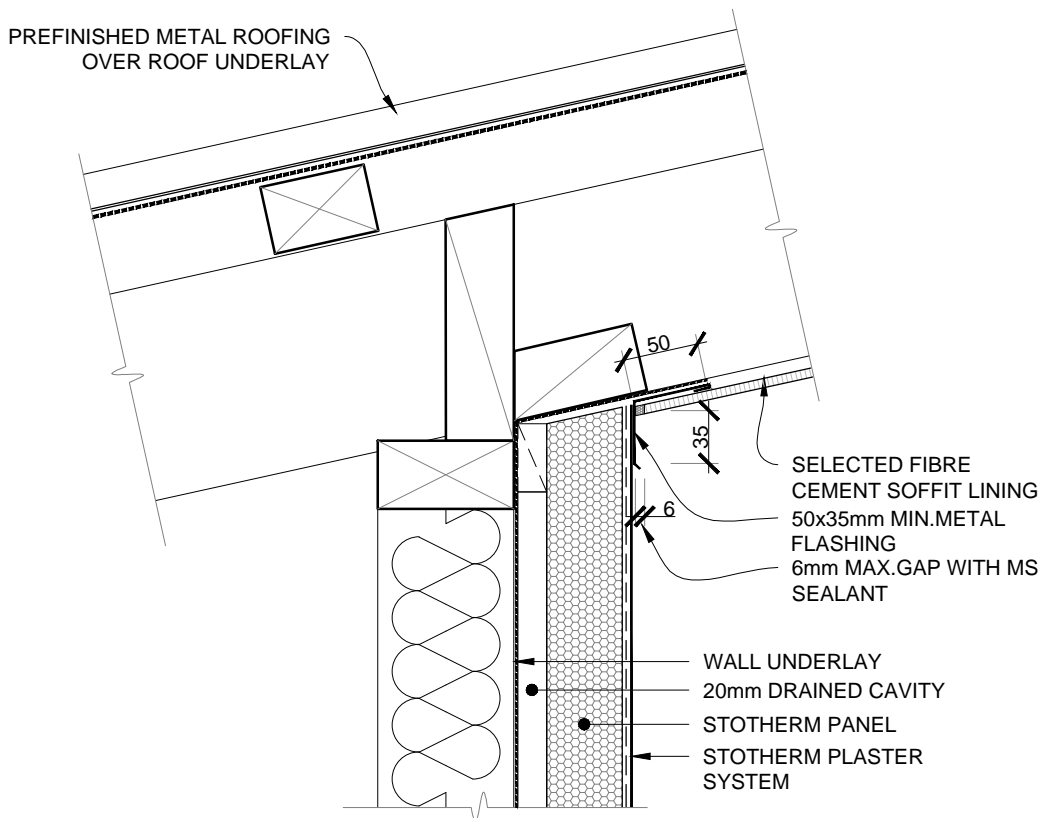 PREFINISHED METAL ROOFING
OVER ROOF UNDERLAY
50
35
6
SELECTED FIBRE
CEMENT SOFFIT LINING
50x35mm MIN.METAL
FLASHING
6mm MAX.GAP WITH MS
SEALANT
WALL UNDERLAY
20mm DRAINED CAVITY
STOTHERM PANEL
STOTHERM PLASTER
SYSTEM